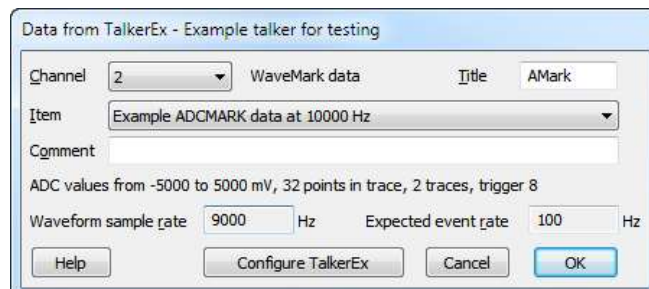 Data from TalkerEx - Example talker for testing
Channel 2 WaveMark data Title AMark
Item Example ADCMARK data at 10000 Hz
Comment
ADC values from -5000 to 5000 mV, 32 points in trace, 2 traces, trigger 8
Waveform sample rate 9000 Hz Expected event rate 100 Hz
Help Configure TalkerEx Cancel OK